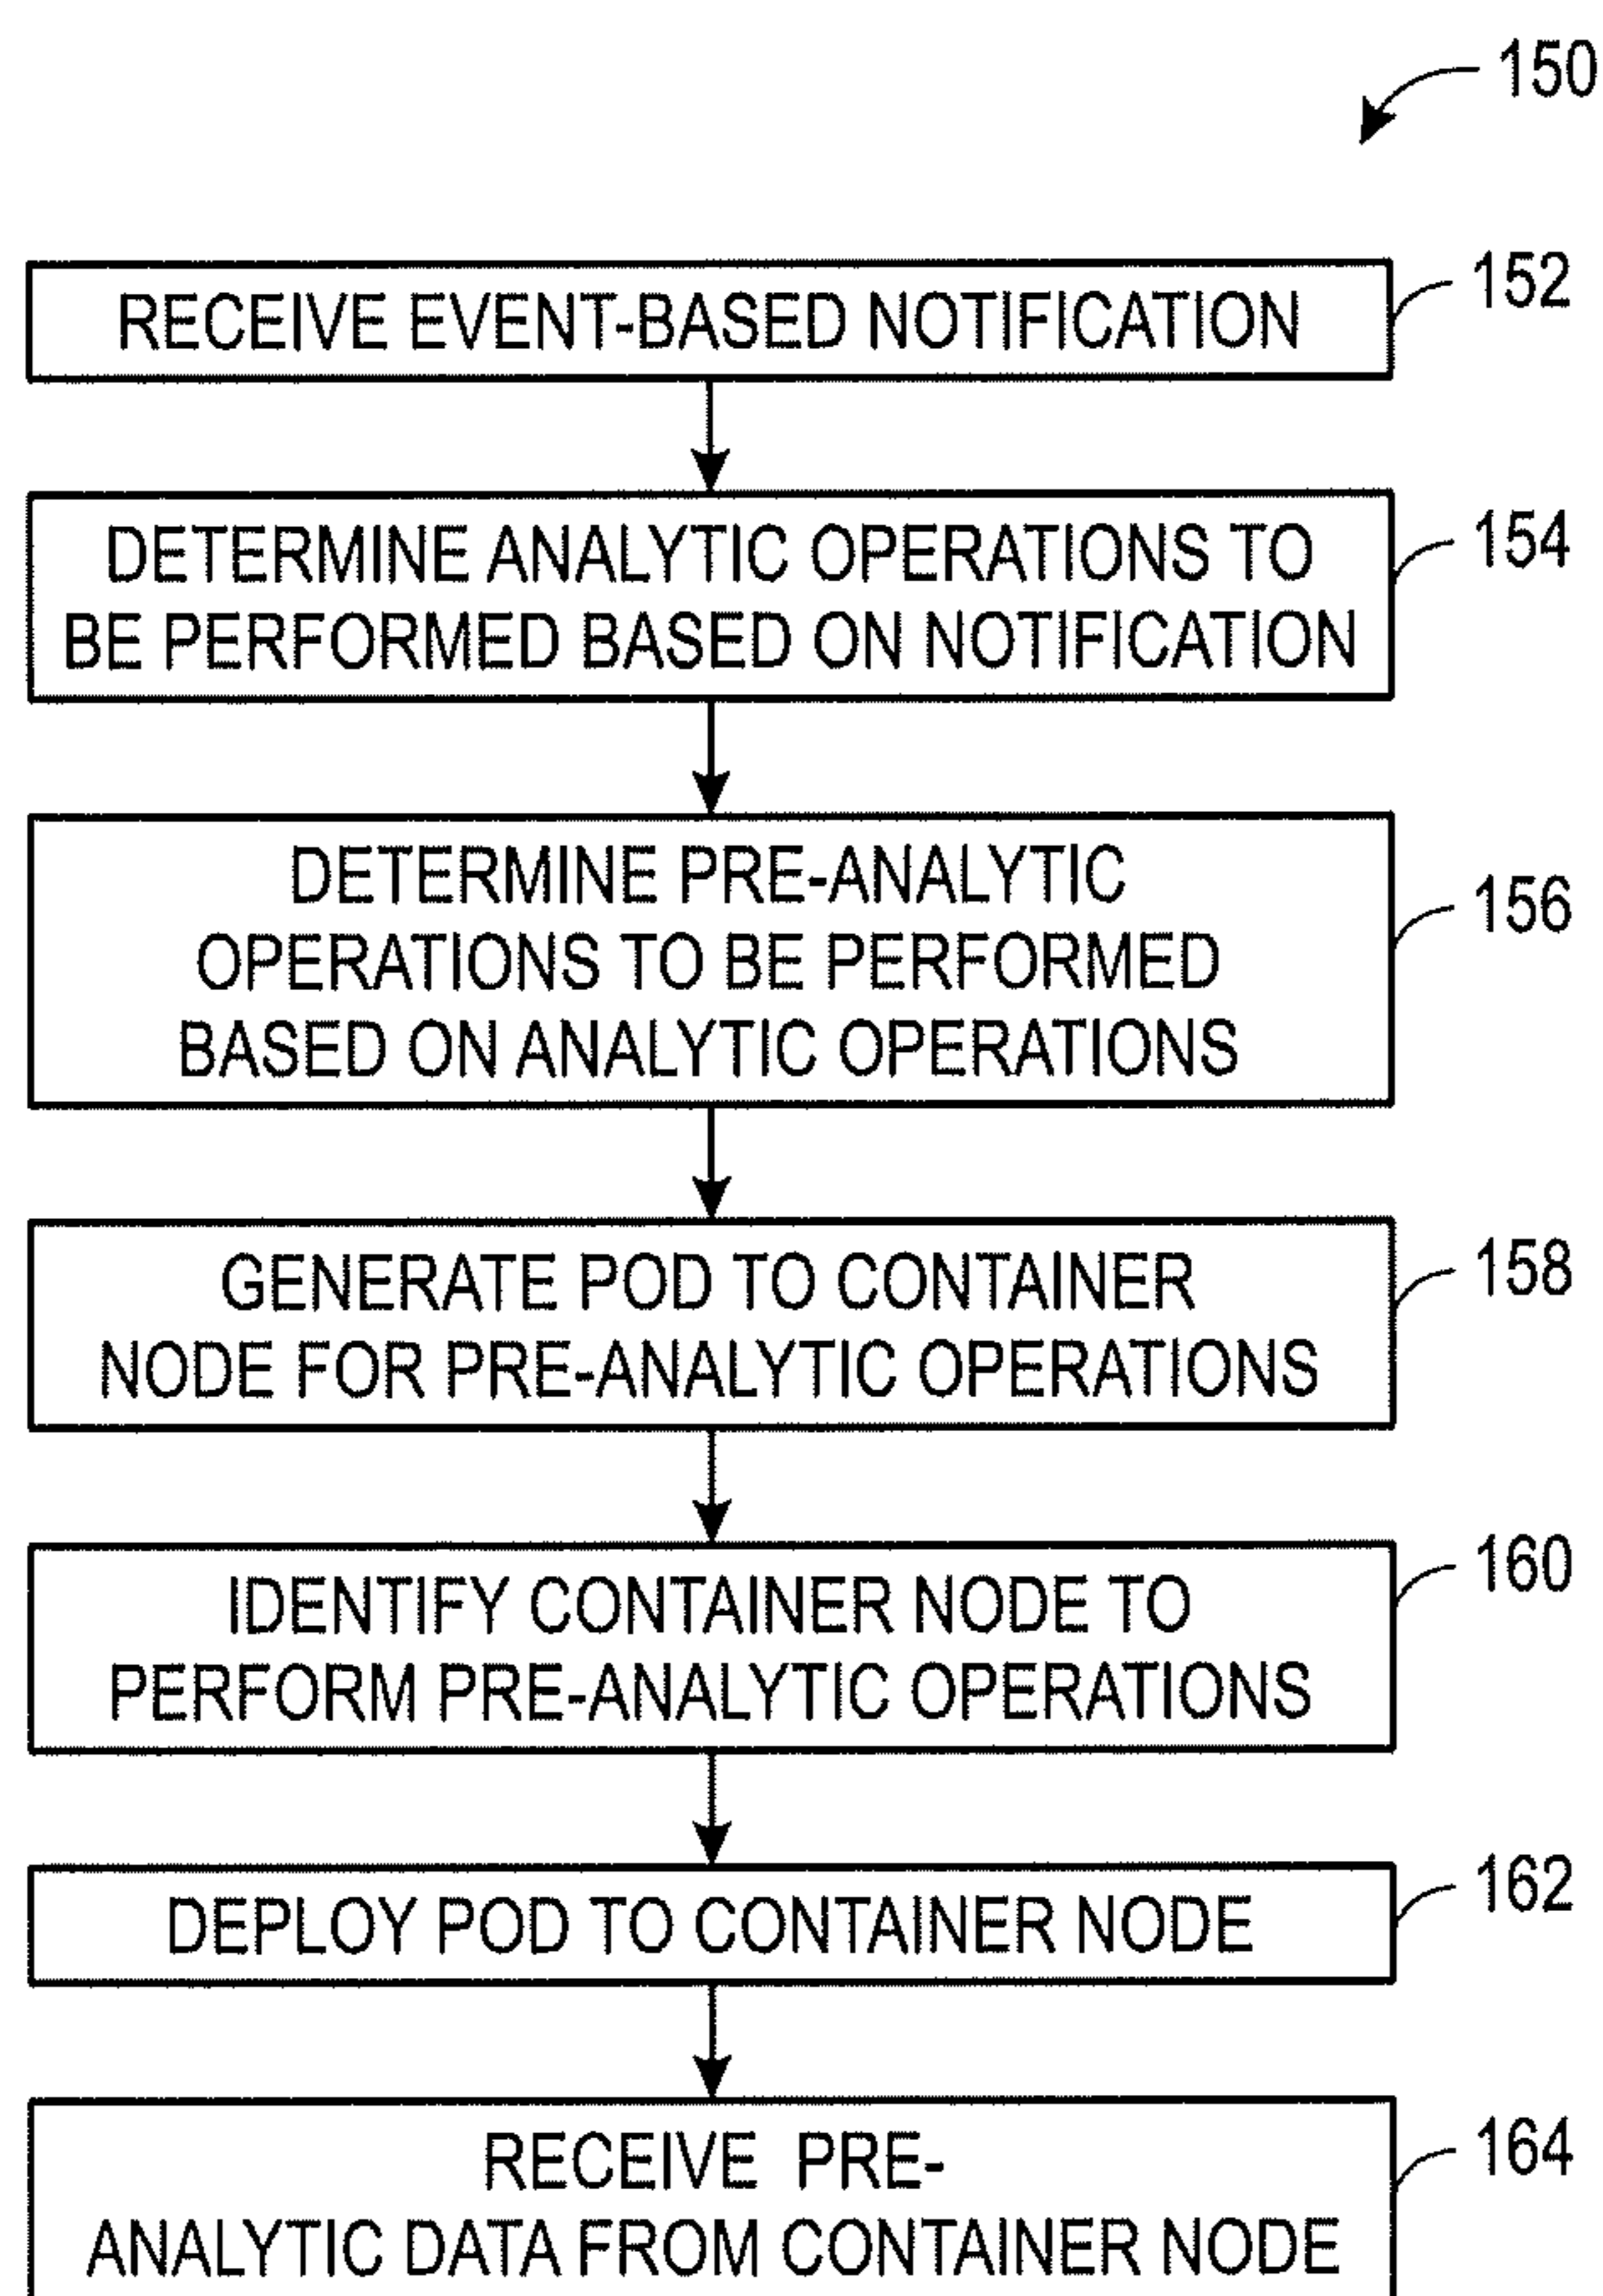 150
RECEIVE EVENT-BASED NOTIFICATION
152
DETERMINE ANALYTIC OPERATIONS TO
BE PERFORMED BASED ON NOTIFICATION
154
DETERMINE PRE-ANALYTIC
OPERATIONS TO BE PERFORMED
BASED ON ANALYTIC OPERATIONS
156
GENERATE POD TO CONTAINER
NODE FOR PRE-ANALYTIC OPERATIONS
158
IDENTIFY CONTAINER NODE TO
PERFORM PRE-ANALYTIC OPERATIONS
160
DEPLOY POD TO CONTAINER NODE
162
RECEIVE PRE-
ANALYTIC DATA FROM CONTAINER NODE
164